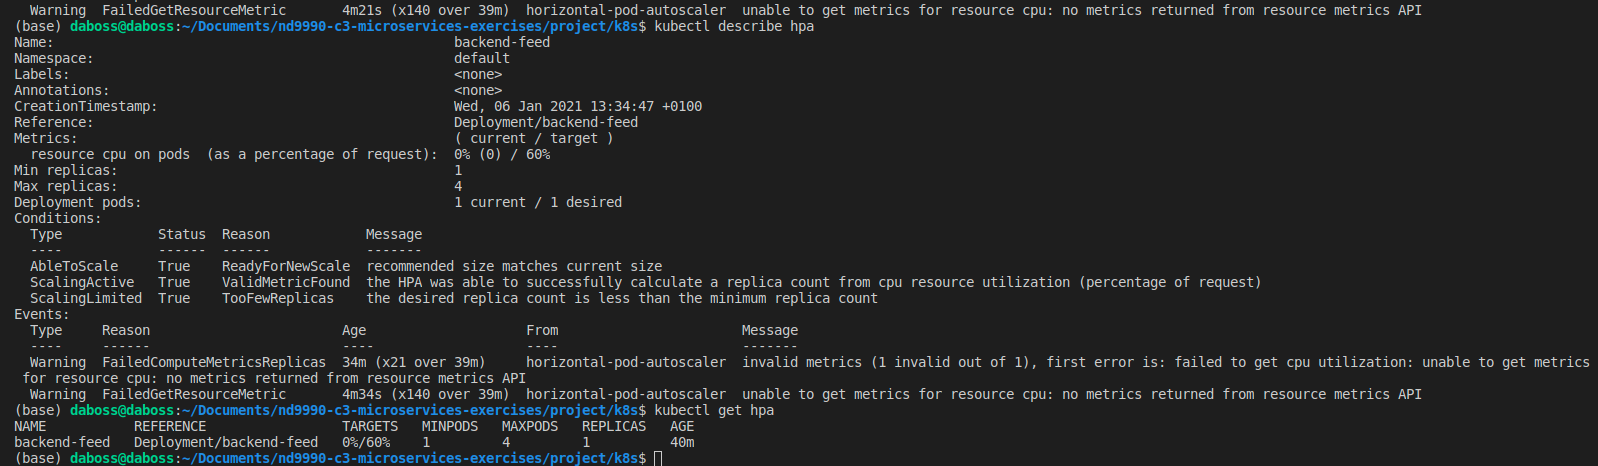 Warning  FailedGetResourceMetric       4m21s (x140 over 39m)  horizontal-pod-autoscaler  unable to get metrics for resource cpu: no metrics returned from resource metrics API
(base) daboss@daboss:~/Documents/nd9990-c3-microservices-exercises/project/k8s$ kubectl describe hpa
Name:                                                  backend-feed
Namespace:                                             default
Labels:                                                <none>
Annotations:                                           <none>
CreationTimestamp:                                     Wed, 06 Jan 2021 13:34:47 +0100
Reference:                                             Deployment/backend-feed
Metrics:                                               ( current / target )
  resource cpu on pods  (as a percentage of request):  0% (0) / 60%
Min replicas:                                          1
Max replicas:                                          4
Deployment pods:                                       1 current / 1 desired
Conditions:
  Type            Status  Reason            Message
  ----            ------  ------            -------
  AbleToScale     True    ReadyForNewScale  recommended size matches current size
  ScalingActive   True    ValidMetricFound  the HPA was able to successfully calculate a replica count from cpu resource utilization (percentage of request)
  ScalingLimited  True    TooFewReplicas    the desired replica count is less than the minimum replica count
Events:
  Type     Reason                        Age                    From                       Message
  ----     ------                        ----                   ----                       -------
  Warning  FailedComputeMetricsReplicas  34m (x21 over 39m)     horizontal-pod-autoscaler  invalid metrics (1 invalid out of 1), first error is: failed to get cpu utilization: unable to get metrics
 for resource cpu: no metrics returned from resource metrics API
  Warning  FailedGetResourceMetric       4m34s (x140 over 39m)  horizontal-pod-autoscaler  unable to get metrics for resource cpu: no metrics returned from resource metrics API
(base) daboss@daboss:~/Documents/nd9990-c3-microservices-exercises/project/k8s$ kubectl get hpa
NAME           REFERENCE                 TARGETS   MINPODS   MAXPODS   REPLICAS   AGE
backend-feed   Deployment/backend-feed   0%/60%    1         4         1          40m
(base) daboss@daboss:~/Documents/nd9990-c3-microservices-exercises/project/k8s$